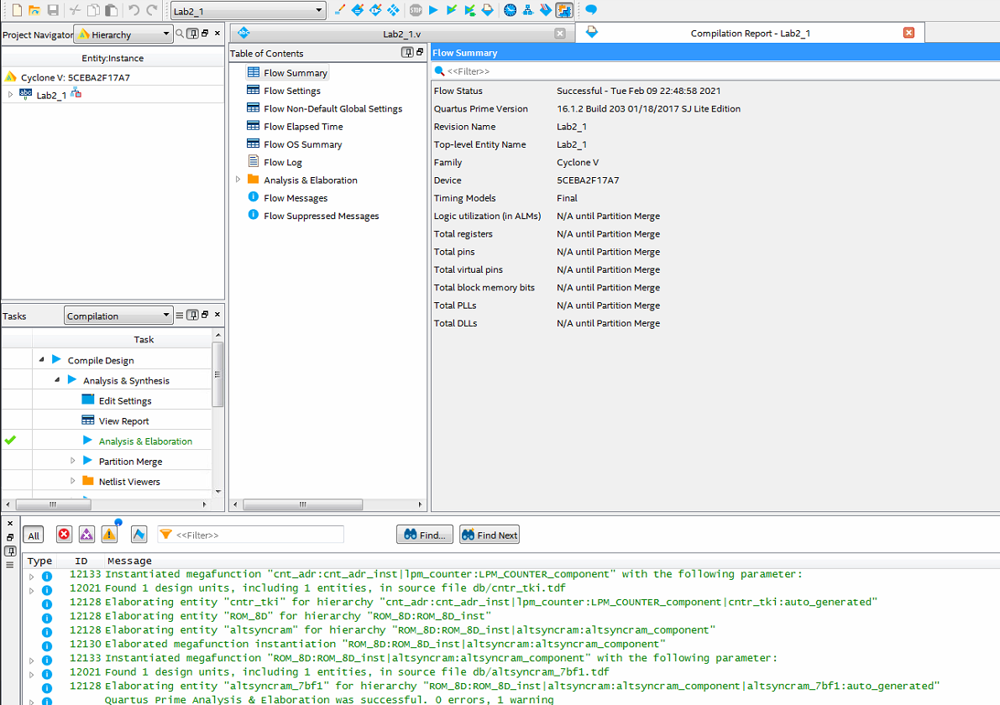 Lab2_1
STOP
Project Navigator Hierarchy
Entity:Instance
Cyclone V: 5CEBA2F17A7
abc Lab2_1
abc Lab2_1.v
Compilation Report - Lab2_1
Table of Contents
Flow Summary
Flow Settings
Flow Non-Default Global Settings
Flow Elapsed Time
Flow OS Summary
Flow Log
Analysis & Elaboration
Flow Messages
Flow Suppressed Messages
Flow Summary
<<Filter>>
Flow Status Successful - Tue Feb 09 22:48:58 2021
Quartus Prime Version 16.1.2 Build 203 01/18/2017 SJ Lite Edition
Revision Name Lab2_1
Top-level Entity Name Lab2_1
Family Cyclone V
Device 5CEBA2F17A7
Timing Models Final
Logic utilization (in ALMs) N/A until Partition Merge
Total registers N/A until Partition Merge
Total pins N/A until Partition Merge
Total virtual pins N/A until Partition Merge
Total block memory bits N/A until Partition Merge
Total PLLs N/A until Partition Merge
Total DLLs N/A until Partition Merge
Tasks Compilation
Task
Compile Design
Analysis & Synthesis
Edit Settings
View Report
Analysis & Elaboration
Partition Merge
Netlist Viewers
All <<Filter>> Find... Find Next
Type ID Message
12133 Instantiated megafunction "cnt_adr:cnt_adr_inst|lpm_counter:LPM_COUNTER_component" with the following parameter:
12021 Found 1 design units, including 1 entities, in source file db/cntr_tki.tdf
12128 Elaborating entity "cntr_tki" for hierarchy "cnt_adr:cnt_adr_inst|lpm_counter:LPM_COUNTER_component|cntr_tki:auto_generated"
12128 Elaborating entity "ROM_8D" for hierarchy "ROM_8D:ROM_8D_inst"
12128 Elaborating entity "altsyncram" for hierarchy "ROM_8D:ROM_8D_inst|altsyncram:altsyncram_component"
12130 Elaborated megafunction instantiation "ROM_8D:ROM_8D_inst|altsyncram:altsyncram_component"
12133 Instantiated megafunction "ROM_8D:ROM_8D_inst|altsyncram:altsyncram_component" with the following parameter:
12021 Found 1 design units, including 1 entities, in source file db/altsyncram_7bf1.tdf
12128 Elaborating entity "altsyncram_7bf1" for hierarchy "ROM_8D:ROM_8D_inst|altsyncram:altsyncram_component|altsyncram_7bf1:auto_generated"
Quartus Prime Analysis & Elaboration was successful. 0 errors, 1 warning